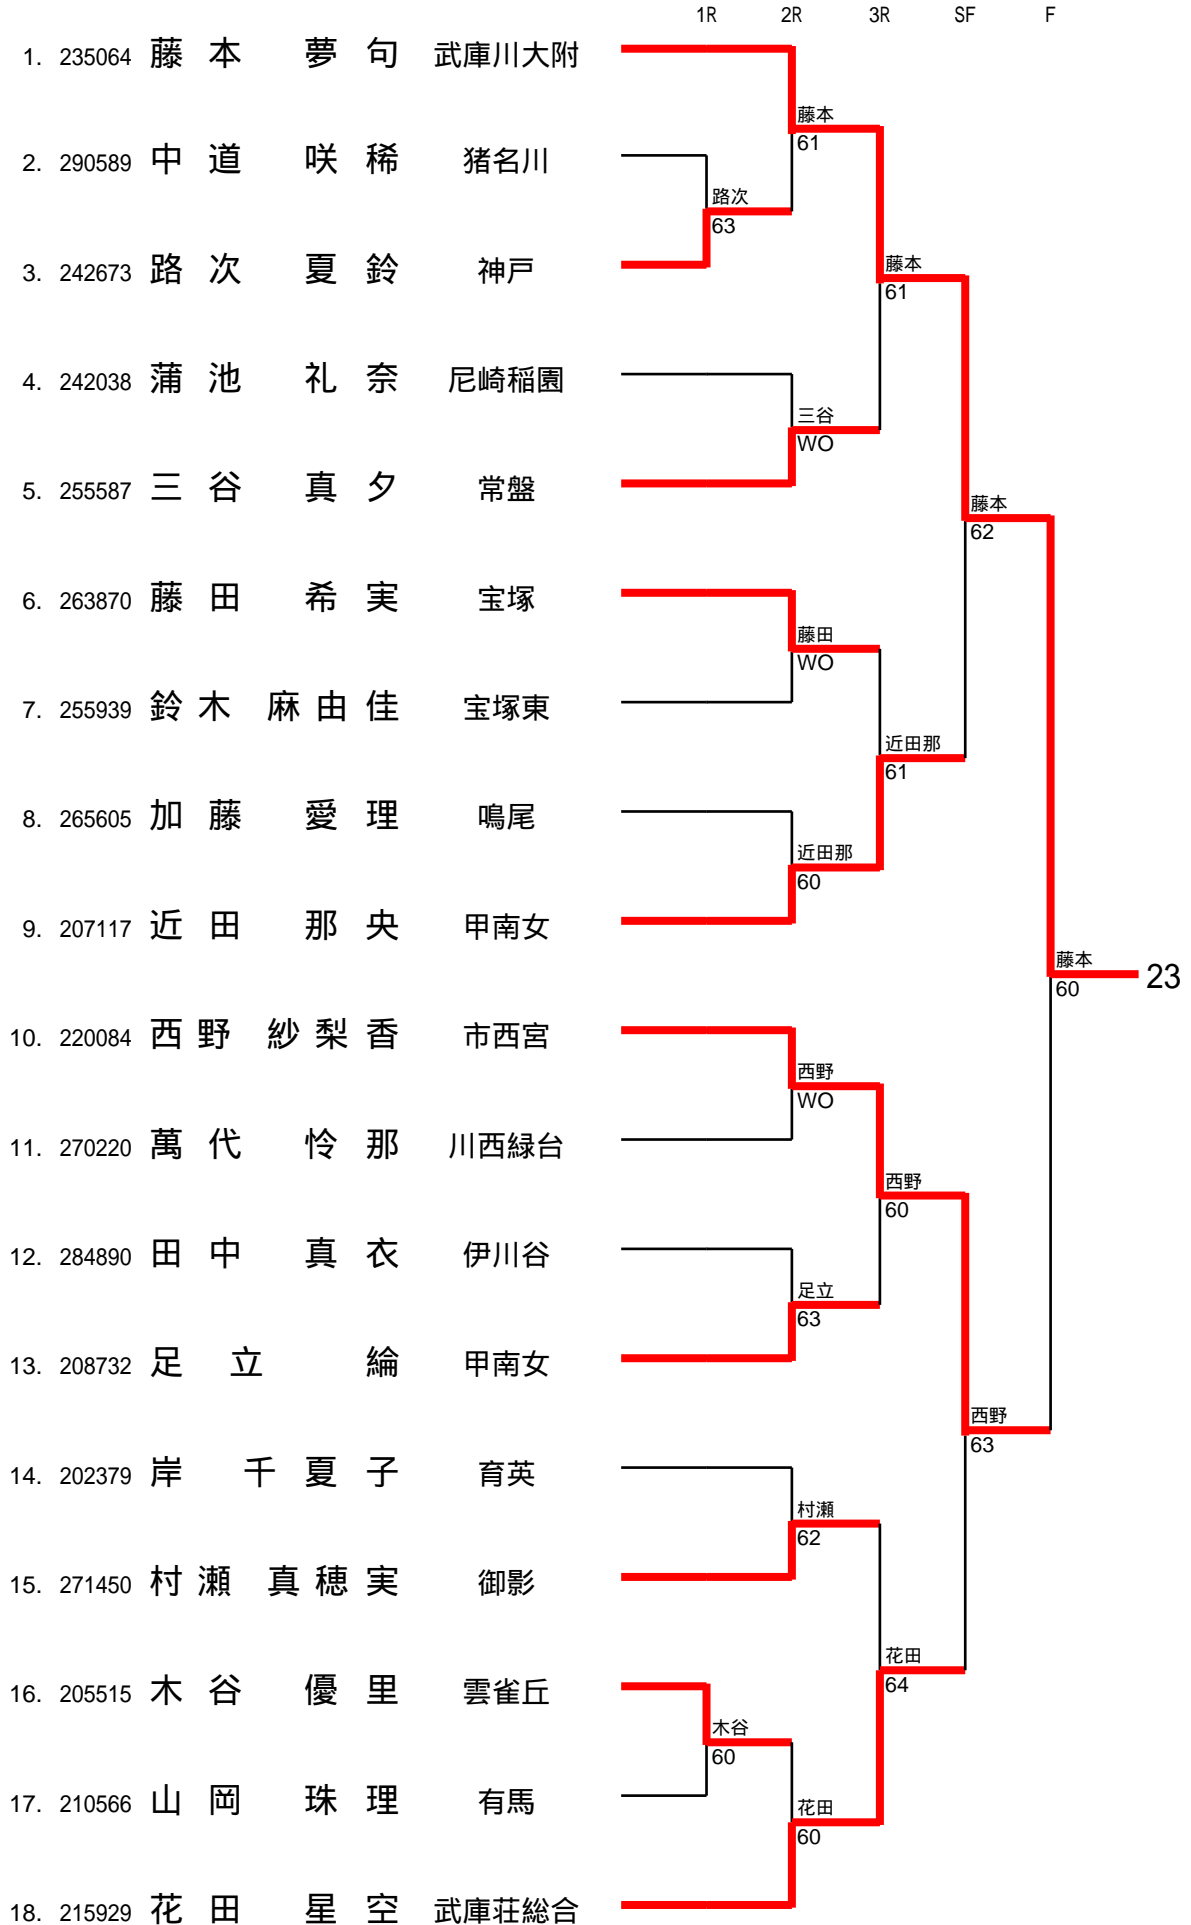 1R 2R 3R SF F
1. 235064 藤本 夢句 武庫川大附
藤本
61
2. 290589 中道 咲稀 猪名川
路次
63
3. 242673 路次 夏鈴 神戸
藤本
61
4. 242038 蒲池 礼奈 尼崎稲園
三谷
WO
5. 255587 三谷 真夕 常盤
藤本
62
6. 263870 藤田 希実 宝塚
藤田
WO
7. 255939 鈴木 麻由佳 宝塚東
近田那
61
8. 265605 加藤 愛理 鳴尾
近田那
60
9. 207117 近田 那央 甲南女
藤本
60
23
10. 220084 西野 紗梨香 市西宮
西野
WO
11. 270220 萬代 怜那 川西緑台
西野
60
12. 284890 田中 真衣 伊川谷
足立
63
13. 208732 足立 綸 甲南女
西野
63
14. 202379 岸 千夏子 育英
村瀬
62
15. 271450 村瀬 真穂実 御影
花田
64
16. 205515 木谷 優里 雲雀丘
木谷
60
17. 210566 山岡 珠理 有馬
花田
60
18. 215929 花田 星空 武庫荘総合